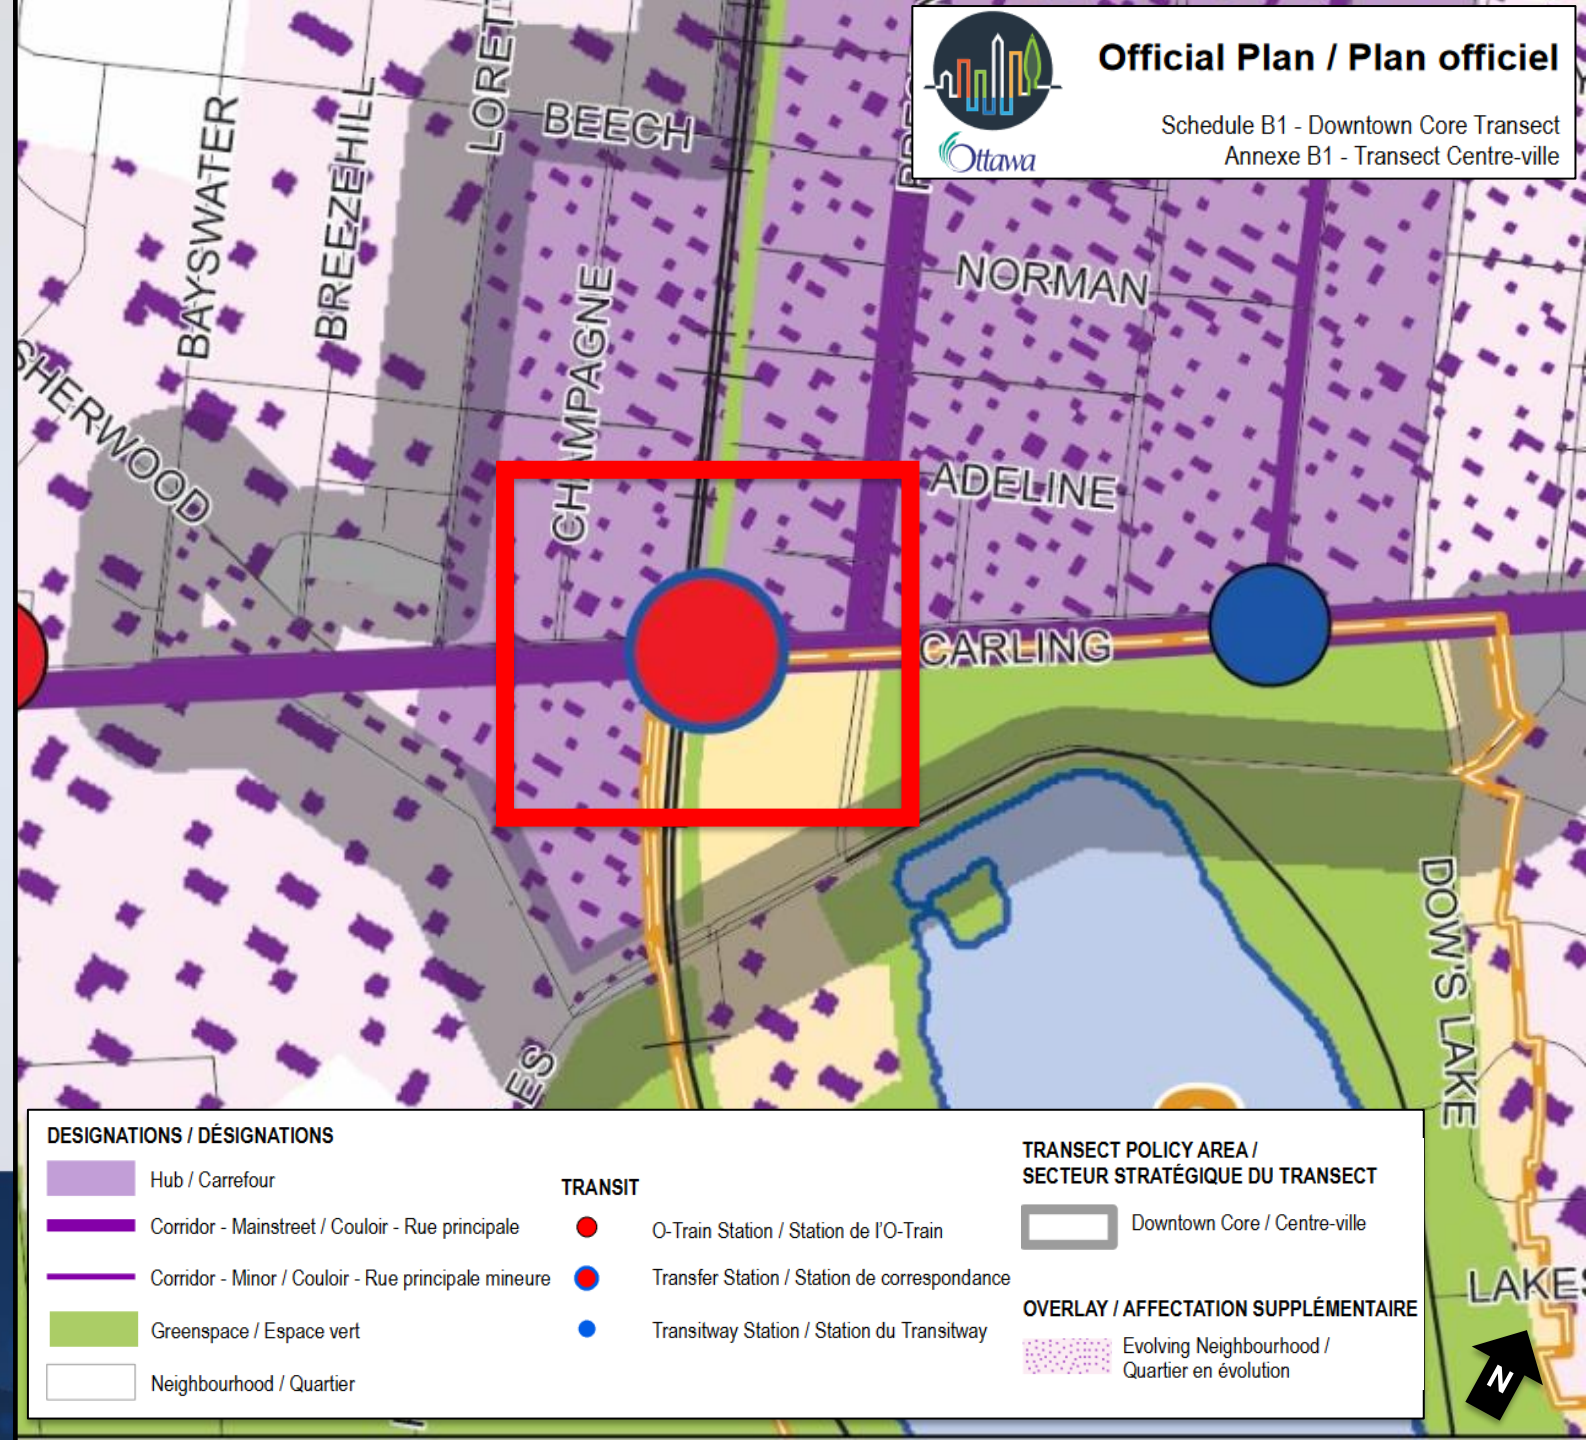 Official Plan / Plan officiel
Schedule B1 - Downtown Core Transect
Annexe B1 - Transect Centre-ville
Ottawa
BEECH
BAYSWATER
BREEZEHILL
NORMAN
CHAMPAGNE
SHERWOOD
ADELINE
CARLING
DOW'S LAKE
DESIGNATIONS / DÉSIGNATIONS
Hub / Carrefour
Corridor - Mainstreet / Couloir - Rue principale
Corridor - Minor / Couloir - Rue principale mineure
Greenspace / Espace vert
Neighbourhood / Quartier
TRANSIT
O-Train Station / Station de l'O-Train
Transfer Station / Station de correspondance
Transitway Station / Station du Transitway
TRANSECT POLICY AREA /
SECTEUR STRATÉGIQUE DU TRANSECT
Downtown Core / Centre-ville
OVERLAY / AFFECTATION SUPPLÉMENTAIRE
Evolving Neighbourhood /
Quartier en évolution
N